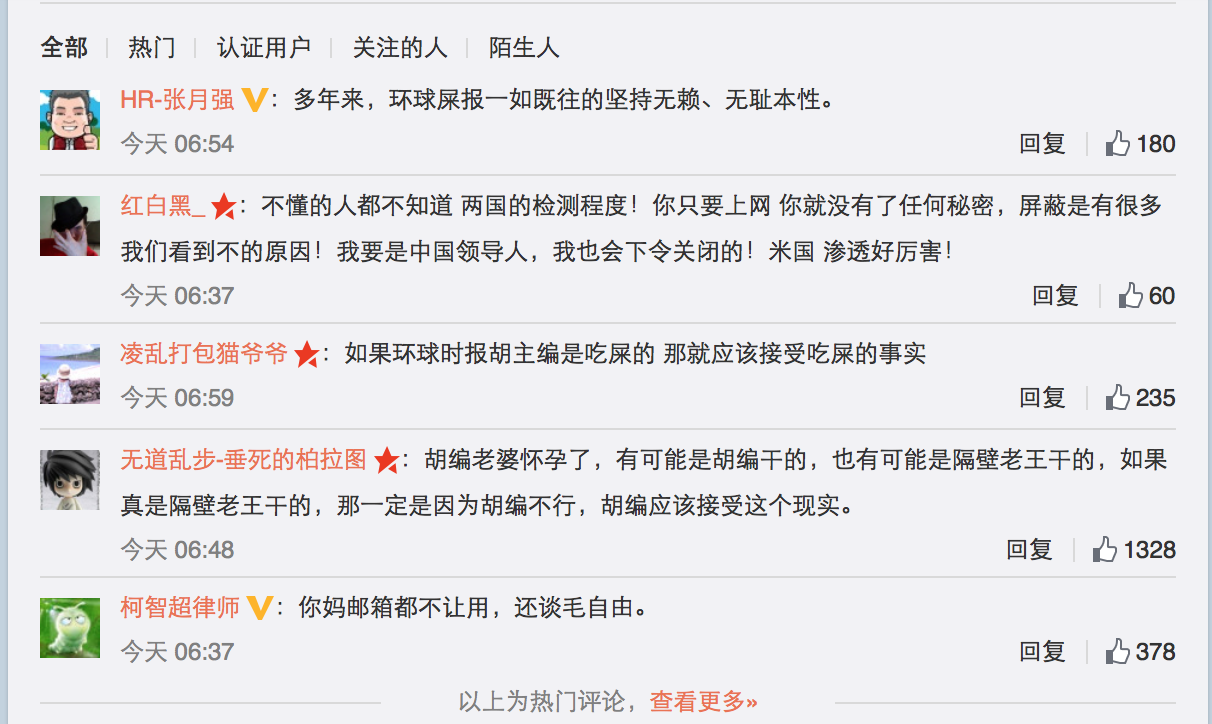 全部 | 热门 | 认证用户 | 关注的人 | 陌生人
HR-张月强 V：多年来，环球屎报一如既往的坚持无赖、无耻本性。
今天 06:54 回复 | 180
红白黑_ ：不懂的人都不知道 两国的检测程度！你只要上网 你就没有了任何秘密，屏蔽是有很多
我们看到不的原因！我要是中国领导人，我也会下令关闭的！米国 渗透好厉害！
今天 06:37 回复 | 60
凌乱打包猫爷爷 ：如果环球时报胡主编是吃屎的 那就应该接受吃屎的事实
今天 06:59 回复 | 235
无道乱步-垂死的柏拉图 ：胡编老婆怀孕了，有可能是胡编干的，也有可能是隔壁老王干的，如果
真是隔壁老王干的，那一定是因为胡编不行，胡编应该接受这个现实。
今天 06:48 回复 | 1328
柯智超律师 V：你妈邮箱都不让用，还谈毛自由。
今天 06:37 回复 | 378
以上为热门评论，查看更多»